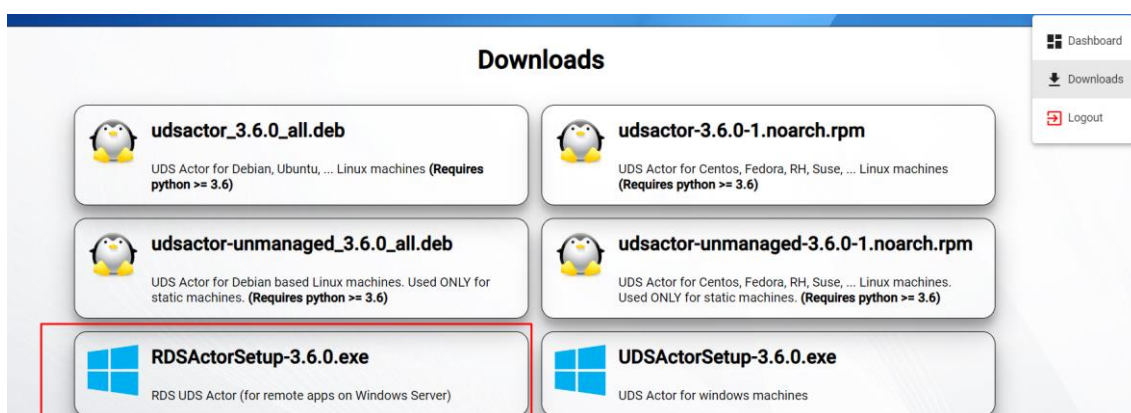 Downloads
Dashboard
Downloads
Logout
udsactor_3.6.0_all.deb
UDS Actor for Debian, Ubuntu, ... Linux machines (Requires
python >= 3.6)
udsactor-3.6.0-1.noarch.rpm
UDS Actor for Centos, Fedora, RH, Suse, ... Linux machines
(Requires python >= 3.6)
udsactor-unmanaged_3.6.0_all.deb
UDS Actor for Debian based Linux machines. Used ONLY for
static machines. (Requires python >= 3.6)
udsactor-unmanaged-3.6.0-1.noarch.rpm
UDS Actor for Centos, Fedora, RH, Suse, ... Linux machines.
Used ONLY for static machines. (Requires python >= 3.6)
RDSActorSetup-3.6.0.exe
RDS UDS Actor (for remote apps on Windows Server)
UDSActorSetup-3.6.0.exe
UDS Actor for windows machines